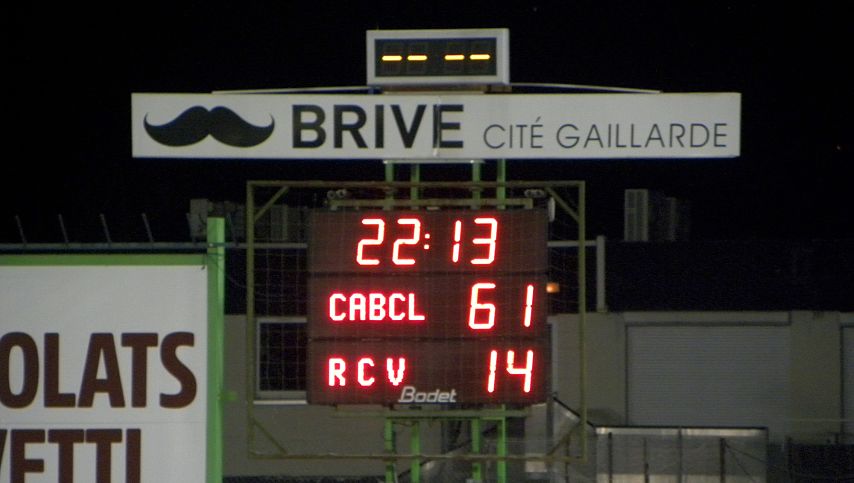 -- --
BRIVE CITÉ GAILLARDE
22:13
CABCL 61
RCV 14
Bodet
OLATS
VETTI